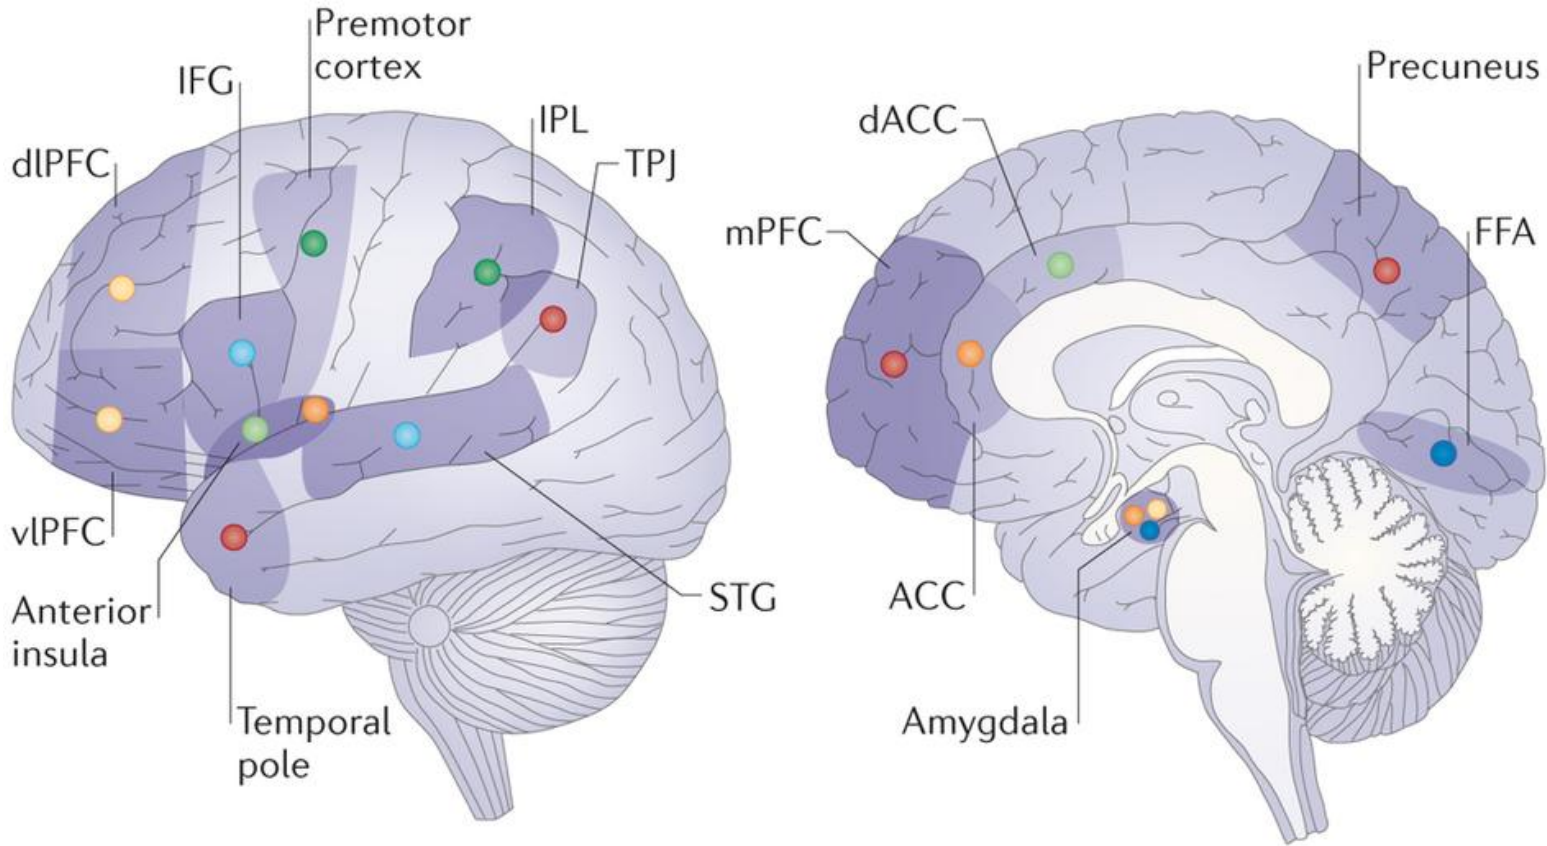 Premotor
cortex
IFG
IPL
dlPFC
TPJ
vlPFC
Anterior
insula
STG
Temporal
pole
Precuneus
dACC
mPFC
FFA
ACC
Amygdala